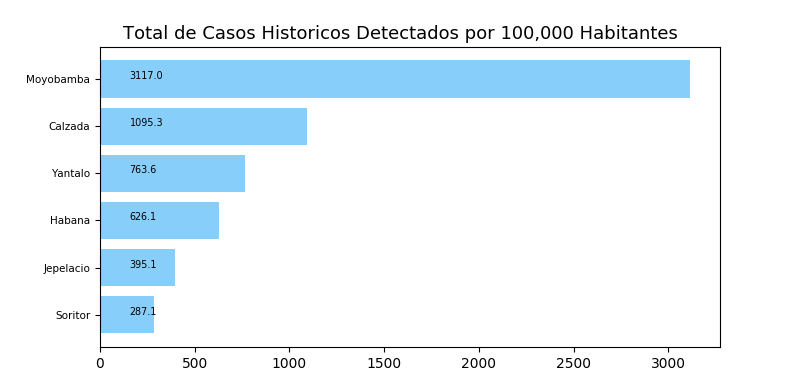 Total de Casos Historicos Detectados por 100,000 Habitantes
Moyobamba 3117.0
Calzada 1095.3
Yantalo 763.6
Habana 626.1
Jepelacio 395.1
Soritor 287.1
0 500 1000 1500 2000 2500 3000